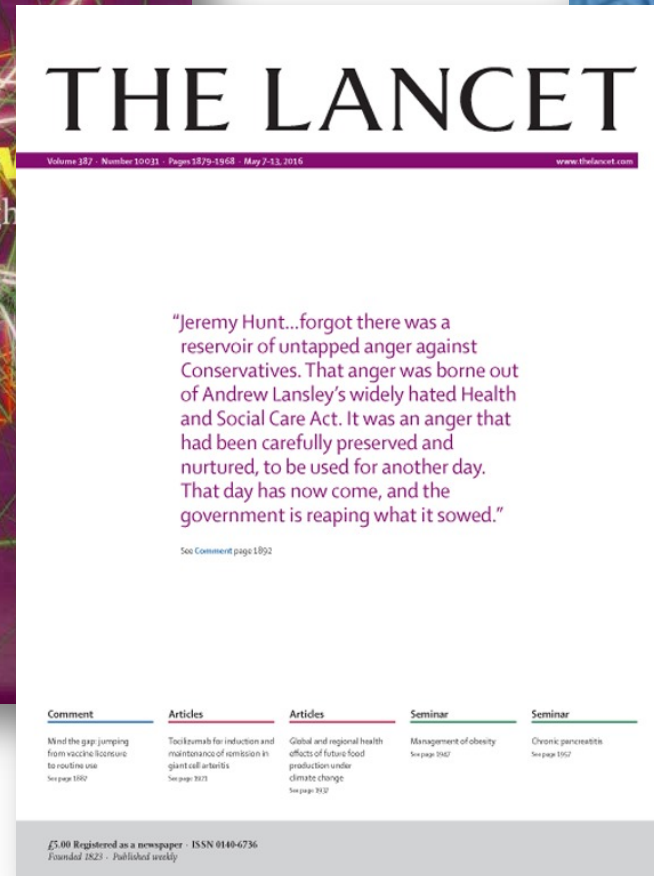 THE LANCET
Volume 387 · Number 10031 · Pages 1879-1968 · May 7-13, 2016
www.thelancet.com
“Jeremy Hunt...forgot there was a
reservoir of untapped anger against
Conservatives. That anger was borne out
of Andrew Lansley’s widely hated Health
and Social Care Act. It was an anger that
had been carefully preserved and
nurtured, to be used for another day.
That day has now come, and the
government is reaping what it sowed.”
See Comment page 1892
Comment
Mind the gap: jumping
from vaccine licensure
to routine use
See page 1887
Articles
Tocilizumab for induction and
maintenance of remission in
giant cell arteritis
See page 1921
Articles
Global and regional health
effects of future food
production under
climate change
See page 1937
Seminar
Management of obesity
See page 1947
Seminar
Chronic pancreatitis
See page 1957
£5.00 Registered as a newspaper · ISSN 0140-6736
Founded 1823 · Published weekly